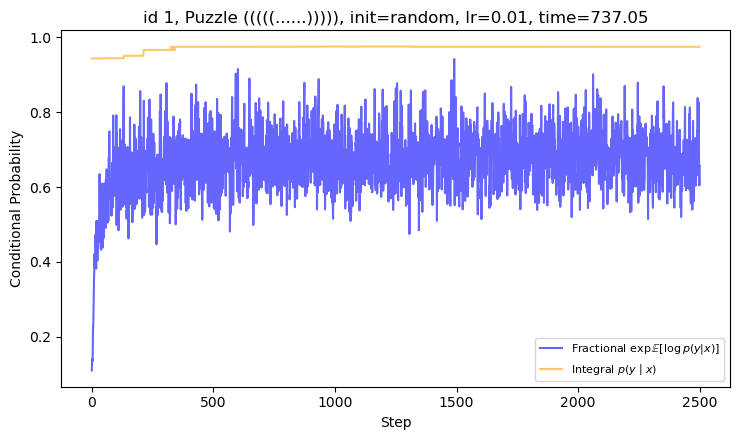 id 1, Puzzle (((((......))))), init=random, lr=0.01, time=737.05
Conditional Probability
1.0
0.8
0.6
0.4
0.2
0 500 1000 1500 2000 2500
Step
Fractional exp𝔼[log p(y|x)]
Integral p(y | x)